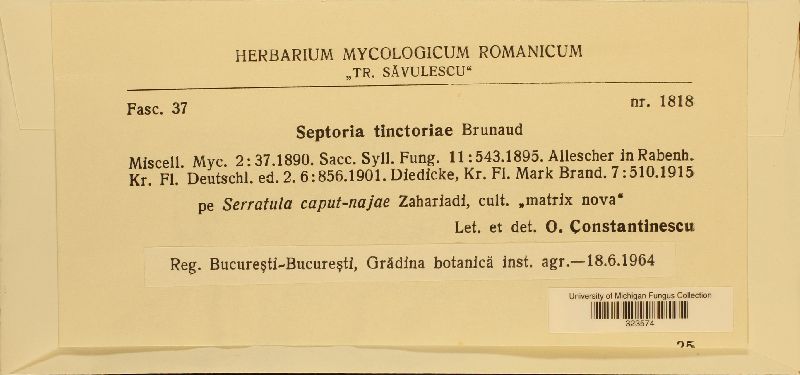 HERBARIUM MYCOLOGICUM ROMANICUM
„TR. SĂVULESCU“
Fasc. 37
nr. 1818
Septoria tinctoriae Brunaud
Miscell. Myc. 2:37.1890. Sacc. Syll. Fung. 11:543.1895. Allescher in Rabenh.
Kr. Fl. Deutschl. ed. 2. 6:856.1901. Diedicke, Kr. Fl. Mark Brand. 7:510.1915
pe Serratula caput-najae Zahariadi, cult. „matrix nova“
Let. et det. O. Constantinescu
Reg. București-București, Grădina botanică inst. agr.—18.6.1964
University of Michigan Fungus Collection
323574